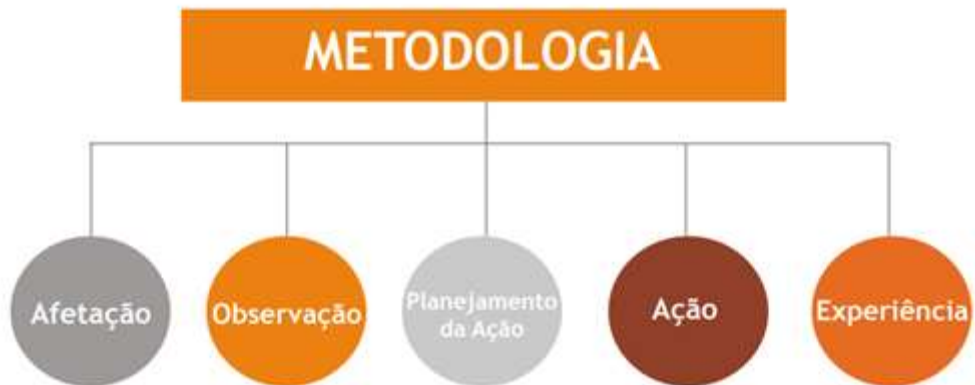 METODOLOGIA
Afetação
Observação
Planejamento
da Ação
Ação
Experiência